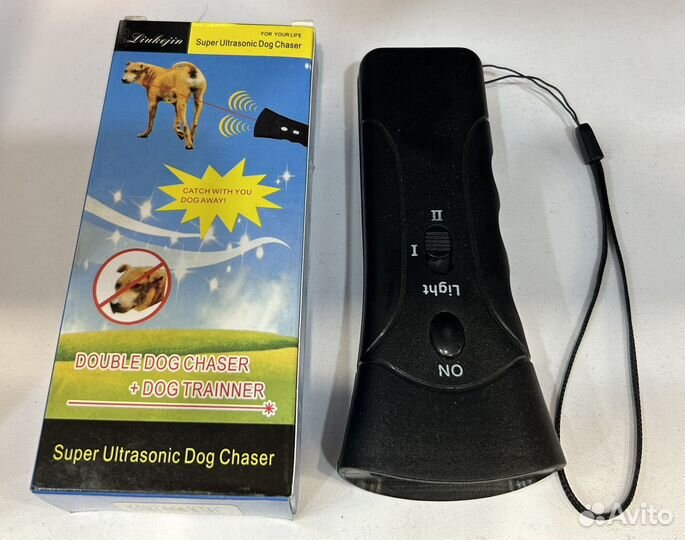 Liukejin
FOR YOUR LIFE
Super Ultrasonic Dog Chaser
CATCH WITH YOU
DOG AWAY!
DOUBLE DOG CHASER
+ DOG TRAINNER
Super Ultrasonic Dog Chaser
II
I
Light
ON
Avito